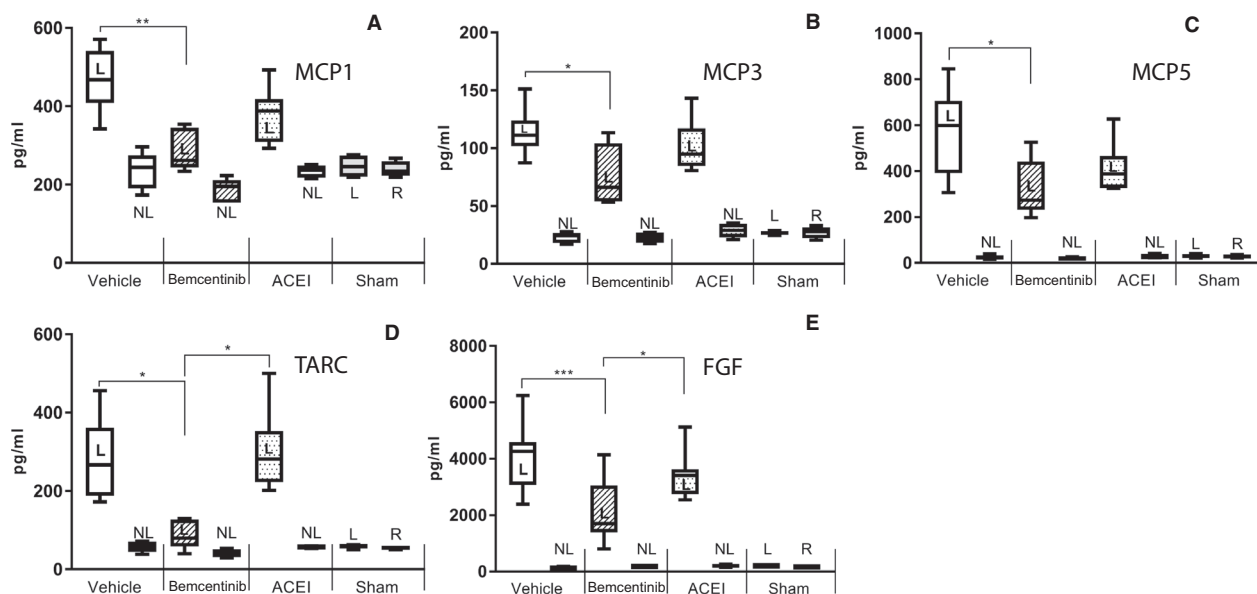 A
600
**
L
MCP1
400
L
L
pg/ml
200
NL
NL
NL
L
R
0
Vehicle
Bemcentinib
ACEI
Sham
B
200
MCP3
150
*
L
100
L
L
pg/ml
50
NL
NL
NL
L
R
0
Vehicle
Bemcentinib
ACEI
Sham
C
1000
*
MCP5
800
L
600
pg/ml
400
L
L
200
NL
NL
NL
L
R
0
Vehicle
Bemcentinib
ACEI
Sham
D
600
*
TARC
*
400
L
L
pg/ml
200
NL
L
NL
NL
L
R
0
Vehicle
Bemcentinib
ACEI
Sham
E
8000
*
FGF
***
6000
pg/ml
4000
L
L
L
2000
NL
NL
NL
L
R
0
Vehicle
Bemcentinib
ACEI
Sham